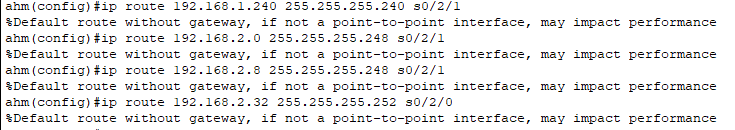 ahm(config)#ip route 192.168.1.240 255.255.255.240 s0/2/1
%Default route without gateway, if not a point-to-point interface, may impact performance
ahm(config)#ip route 192.168.2.0 255.255.255.248 s0/2/1
%Default route without gateway, if not a point-to-point interface, may impact performance
ahm(config)#ip route 192.168.2.8 255.255.255.248 s0/2/1
%Default route without gateway, if not a point-to-point interface, may impact performance
ahm(config)#ip route 192.168.2.32 255.255.255.252 s0/2/0
%Default route without gateway, if not a point-to-point interface, may impact performance